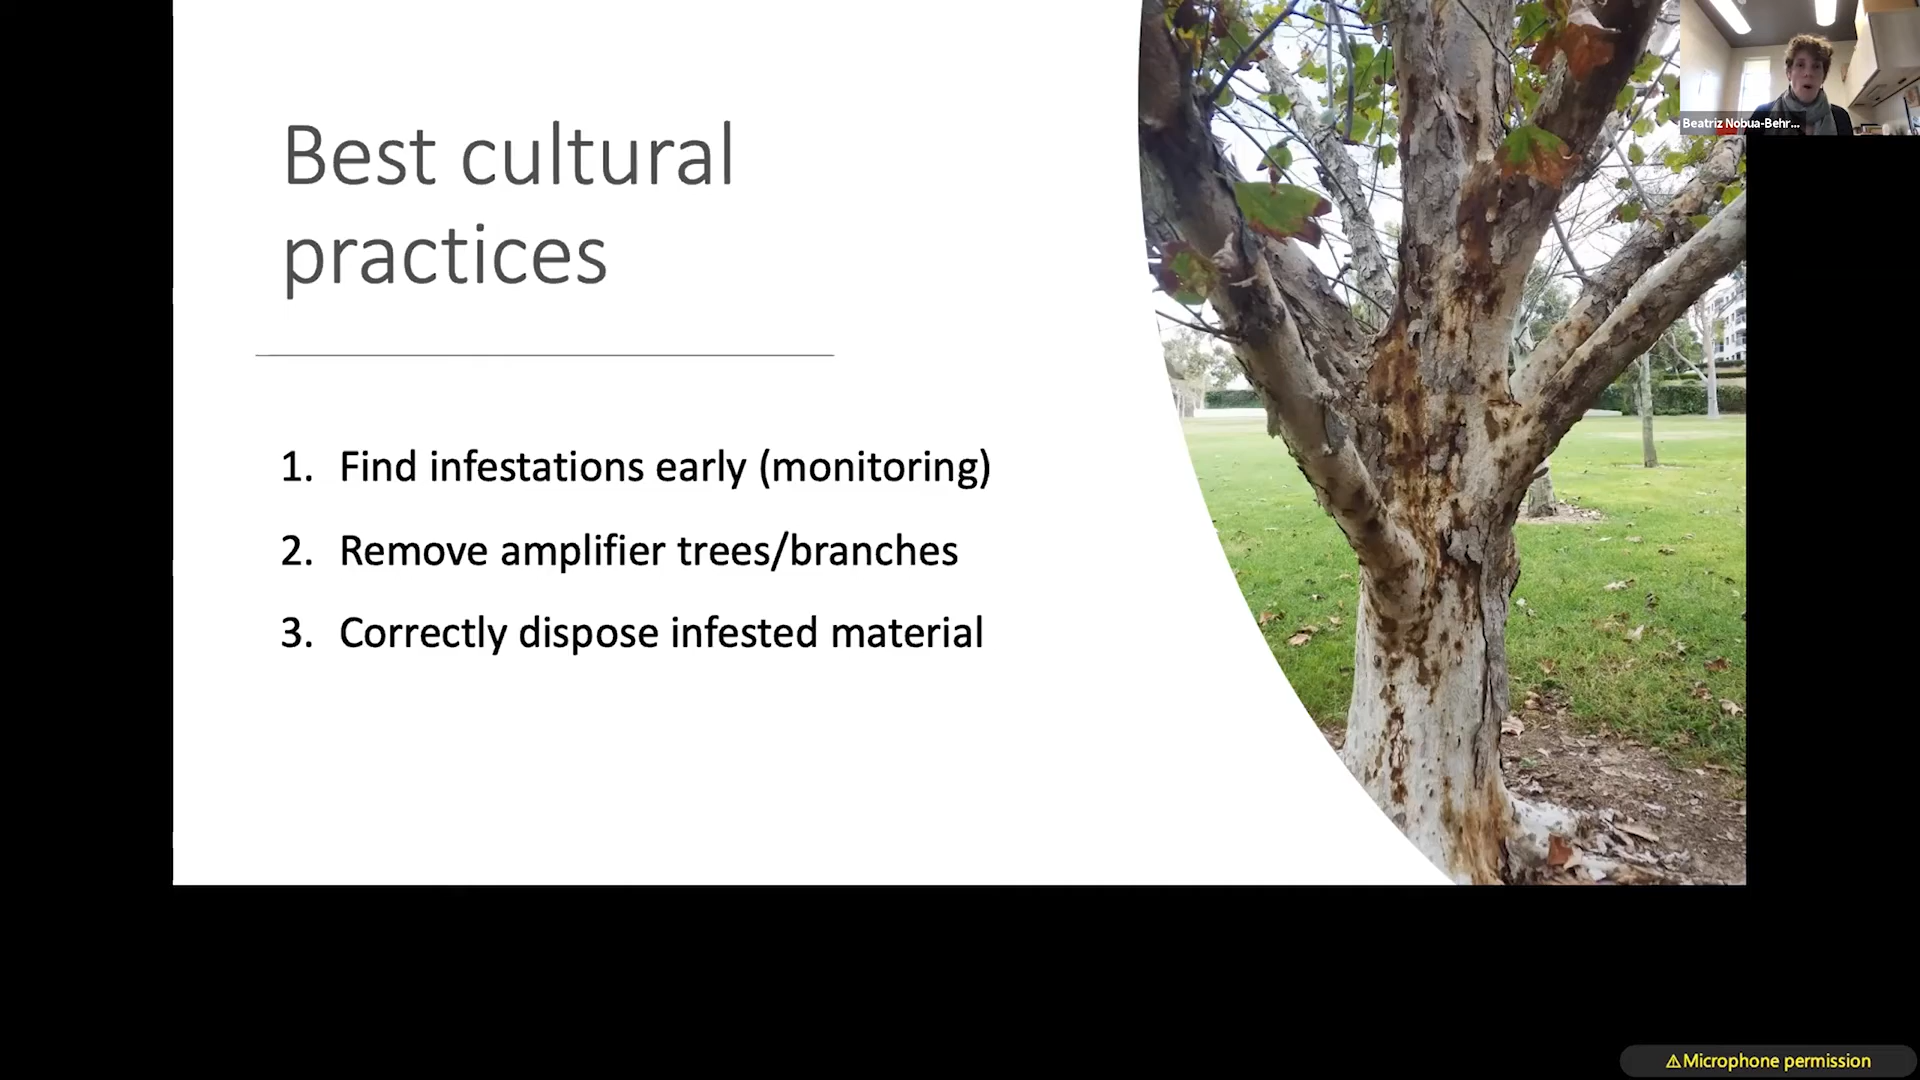 Best cultural
practices
1. Find infestations early (monitoring)
2. Remove amplifier trees/branches
3. Correctly dispose infested material
Beatriz Nobua-Behr...
⚠Microphone permission